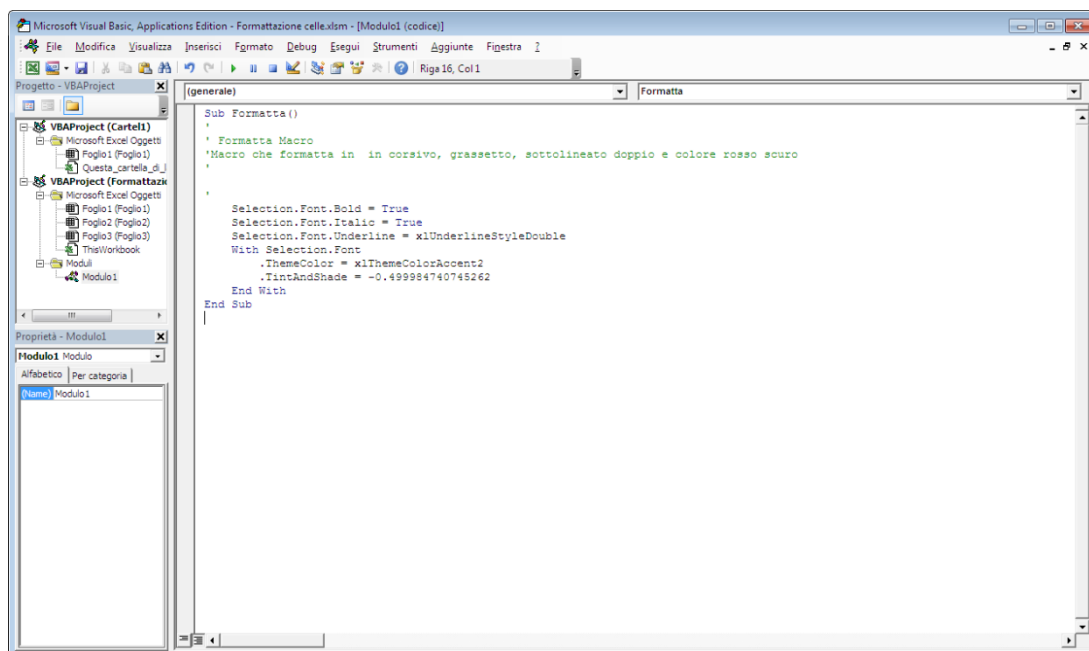 Microsoft Visual Basic, Applications Edition - Formattazione celle.xlsm - [Modulo1 (codice)]
File Modifica Visualizza Inserisci Formato Debug Esegui Strumenti Aggiunte Finestra ?
Riga 16, Col 1
Progetto - VBAProject
(generale) Formatta
VBAProject (Cartel1)
Microsoft Excel Oggetti
Foglio1 (Foglio1)
Questa_cartella_di_l
VBAProject (Formattazi
Microsoft Excel Oggetti
Foglio1 (Foglio1)
Foglio2 (Foglio2)
Foglio3 (Foglio3)
ThisWorkbook
Moduli
Modulo1
Proprietà - Modulo1
Modulo1 Modulo
Alfabetico Per categoria
(Name) Modulo1
Sub Formatta()
'
' Formatta Macro
'Macro che formatta in  in corsivo, grassetto, sottolineato doppio e colore rosso scuro
'
'
Selection.Font.Bold = True
Selection.Font.Italic = True
Selection.Font.Underline = xlUnderlineStyleDouble
With Selection.Font
.ThemeColor = xlThemeColorAccent2
.TintAndShade = -0.499984740745262
End With
End Sub